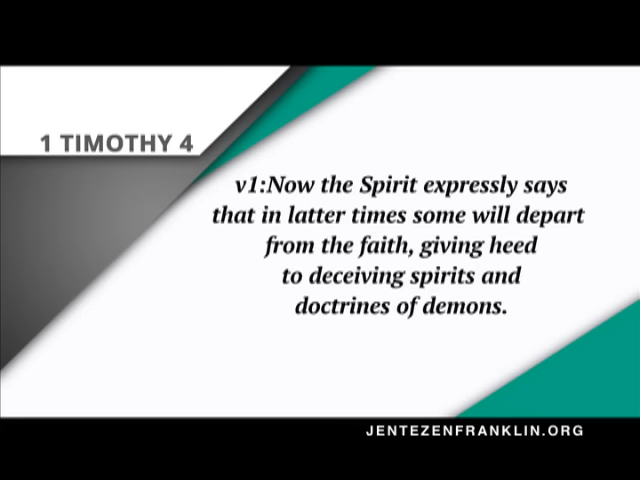 1 TIMOTHY 4
v1:Now the Spirit expressly says
that in latter times some will depart
from the faith, giving heed
to deceiving spirits and
doctrines of demons.
JENTEZENFRANKLIN.ORG